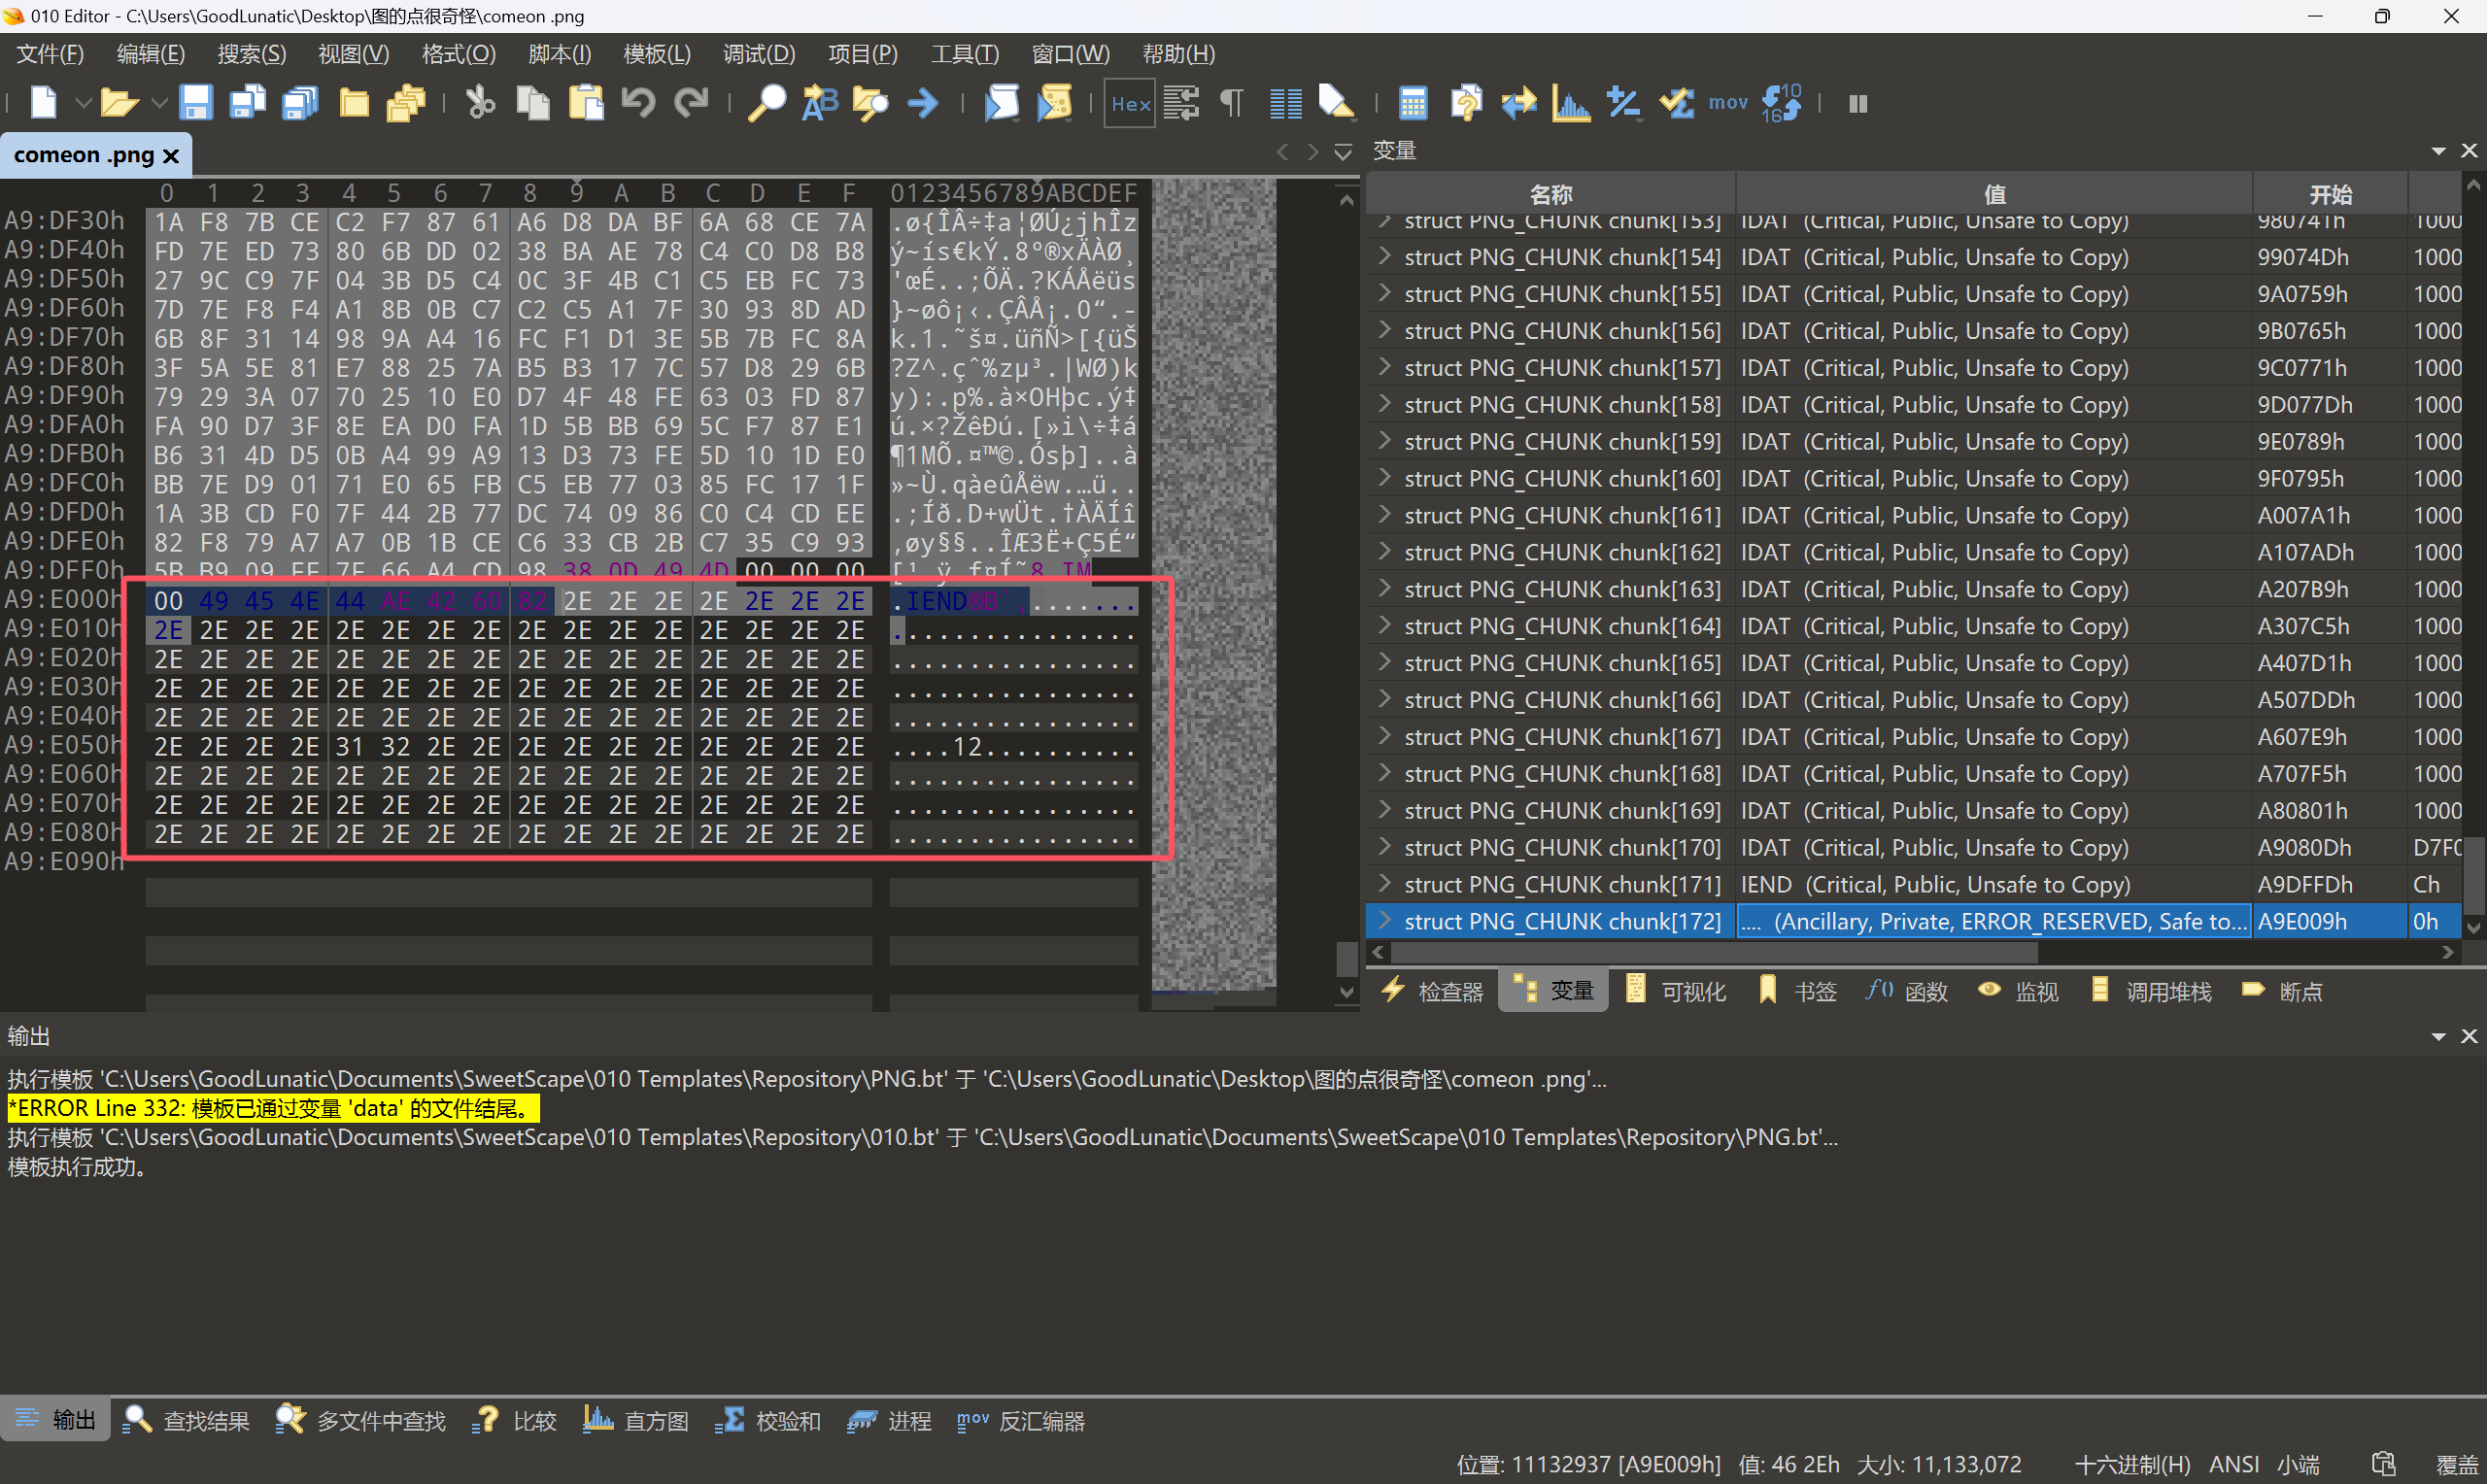 010 Editor - C:\Users\GoodLunatic\Desktop\图的点很奇怪\comeon .png
文件(F) 编辑(E) 搜索(S) 视图(V) 格式(O) 脚本(I) 模板(L) 调试(D) 项目(P) 工具(T) 窗口(W) 帮助(H)
Hex mov 10 16
comeon .png
0 1 2 3 4 5 6 7 8 9 A B C D E F 0123456789ABCDEF
A9:DF30h 1A F8 7B CE C2 F7 87 61 A6 D8 DA BF 6A 68 CE 7A .ø{ÎÂ÷‡a¦ØÚ¿jhÎz
A9:DF40h FD 7E ED 73 80 6B DD 02 38 BA AE 78 C4 C0 D8 B8 ý~ís€kÝ.8º®xÄÀØ¸
A9:DF50h 27 9C C9 7F 04 3B D5 C4 0C 3F 4B C1 C5 EB FC 73 'œÉ..;ÕÄ.?KÁÅëüs
A9:DF60h 7D 7E F8 F4 A1 8B 0B C7 C2 C5 A1 7F 30 93 8D AD }~øô¡‹.ÇÂÅ¡.0“.-
A9:DF70h 6B 8F 31 14 98 9A A4 16 FC F1 D1 3E 5B 7B FC 8A k.1.˜š¤.üñÑ>[{üŠ
A9:DF80h 3F 5A 5E 81 E7 88 25 7A B5 B3 17 7C 57 D8 29 6B ?Z^.çˆ%zµ³.|WØ)k
A9:DF90h 79 29 3A 07 70 25 10 E0 D7 4F 48 FE 63 03 FD 87 y):.p%.à×OHþc.ý‡
A9:DFA0h FA 90 D7 3F 8E EA D0 FA 1D 5B BB 69 5C F7 87 E1 ú.×?ŽêÐú.[»i\÷‡á
A9:DFB0h B6 31 4D D5 0B A4 99 A9 13 D3 73 FE 5D 10 1D E0 ¶1MÕ.¤™©.Ósþ]..à
A9:DFC0h BB 7E D9 01 71 E0 65 FB C5 EB 77 03 85 FC 17 1F »~Ù.qàeûÅëw.…ü..
A9:DFD0h 1A 3B CD F0 7F 44 2B 77 DC 74 09 86 C0 C4 CD EE .;Íð.D+wÜt.†ÀÄÍî
A9:DFE0h 82 F8 79 A7 A7 0B 1B CE C6 33 CB 2B C7 35 C9 93 ‚øy§§..ÎÆ3Ë+Ç5É“
A9:DFF0h 5B B9 09 FF 7F 66 A4 CD 98 38 0D 49 4D 00 00 00 [¹.ÿ.f¤Í˜8.IM
A9:E000h 00 49 45 4E 44 AE 42 60 82 2E 2E 2E 2E 2E 2E 2E .IEND®B`‚.......
A9:E010h 2E 2E 2E 2E 2E 2E 2E 2E 2E 2E 2E 2E 2E 2E 2E 2E ................
A9:E020h 2E 2E 2E 2E 2E 2E 2E 2E 2E 2E 2E 2E 2E 2E 2E 2E ................
A9:E030h 2E 2E 2E 2E 2E 2E 2E 2E 2E 2E 2E 2E 2E 2E 2E 2E ................
A9:E040h 2E 2E 2E 2E 2E 2E 2E 2E 2E 2E 2E 2E 2E 2E 2E 2E ................
A9:E050h 2E 2E 2E 2E 31 32 2E 2E 2E 2E 2E 2E 2E 2E 2E 2E ....12..........
A9:E060h 2E 2E 2E 2E 2E 2E 2E 2E 2E 2E 2E 2E 2E 2E 2E 2E ................
A9:E070h 2E 2E 2E 2E 2E 2E 2E 2E 2E 2E 2E 2E 2E 2E 2E 2E ................
A9:E080h 2E 2E 2E 2E 2E 2E 2E 2E 2E 2E 2E 2E 2E 2E 2E 2E ................
A9:E090h
变量
名称 值 开始
struct PNG_CHUNK chunk[153] IDAT (Critical, Public, Unsafe to Copy) 980741h 1000
struct PNG_CHUNK chunk[154] IDAT (Critical, Public, Unsafe to Copy) 99074Dh 1000
struct PNG_CHUNK chunk[155] IDAT (Critical, Public, Unsafe to Copy) 9A0759h 1000
struct PNG_CHUNK chunk[156] IDAT (Critical, Public, Unsafe to Copy) 9B0765h 1000
struct PNG_CHUNK chunk[157] IDAT (Critical, Public, Unsafe to Copy) 9C0771h 1000
struct PNG_CHUNK chunk[158] IDAT (Critical, Public, Unsafe to Copy) 9D077Dh 1000
struct PNG_CHUNK chunk[159] IDAT (Critical, Public, Unsafe to Copy) 9E0789h 1000
struct PNG_CHUNK chunk[160] IDAT (Critical, Public, Unsafe to Copy) 9F0795h 1000
struct PNG_CHUNK chunk[161] IDAT (Critical, Public, Unsafe to Copy) A007A1h 1000
struct PNG_CHUNK chunk[162] IDAT (Critical, Public, Unsafe to Copy) A107ADh 1000
struct PNG_CHUNK chunk[163] IDAT (Critical, Public, Unsafe to Copy) A207B9h 1000
struct PNG_CHUNK chunk[164] IDAT (Critical, Public, Unsafe to Copy) A307C5h 1000
struct PNG_CHUNK chunk[165] IDAT (Critical, Public, Unsafe to Copy) A407D1h 1000
struct PNG_CHUNK chunk[166] IDAT (Critical, Public, Unsafe to Copy) A507DDh 1000
struct PNG_CHUNK chunk[167] IDAT (Critical, Public, Unsafe to Copy) A607E9h 1000
struct PNG_CHUNK chunk[168] IDAT (Critical, Public, Unsafe to Copy) A707F5h 1000
struct PNG_CHUNK chunk[169] IDAT (Critical, Public, Unsafe to Copy) A80801h 1000
struct PNG_CHUNK chunk[170] IDAT (Critical, Public, Unsafe to Copy) A9080Dh D7F0
struct PNG_CHUNK chunk[171] IEND (Critical, Public, Unsafe to Copy) A9DFFDh Ch
struct PNG_CHUNK chunk[172] .... (Ancillary, Private, ERROR_RESERVED, Safe to... A9E009h 0h
检查器 变量 可视化 书签 f() 函数 监视 调用堆栈 断点
输出
执行模板 'C:\Users\GoodLunatic\Documents\SweetScape\010 Templates\Repository\PNG.bt' 于 'C:\Users\GoodLunatic\Desktop\图的点很奇怪\comeon .png'...
*ERROR Line 332: 模板已通过变量 'data' 的文件结尾。
执行模板 'C:\Users\GoodLunatic\Documents\SweetScape\010 Templates\Repository\010.bt' 于 'C:\Users\GoodLunatic\Documents\SweetScape\010 Templates\Repository\PNG.bt'...
模板执行成功。
输出 查找结果 多文件中查找 比较 直方图 校验和 进程 mov 反汇编器
位置: 11132937 [A9E009h] 值: 46 2Eh 大小: 11,133,072 十六进制(H) ANSI 小端 覆盖